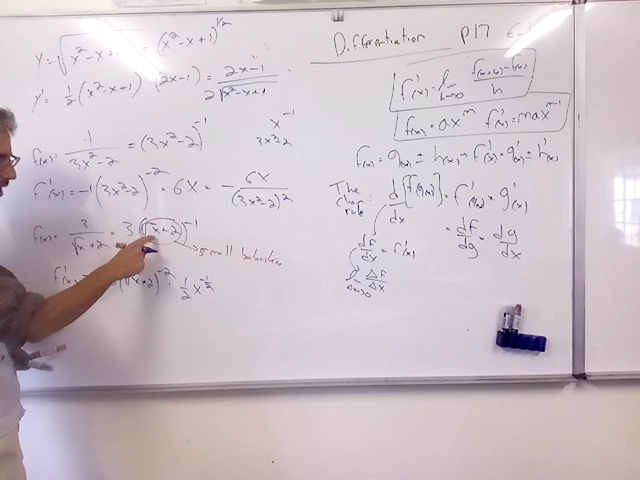 y = √(x²-x+1) = (x²-x+1)^1/2
y' = 1/2 (x²-x+1) (2x-1) = 2x-1 / 2√(x²-x+1)
x^-1
3x²-2
f(x) = 1/(3x²-2) = (3x²-2)^-1
f'(x) = -1(3x²-2)^-2 * 6x = - 6x/(3x²-2)²
f(x) = 3/(√x+2) = 3(√x+2)^-1
small
(√x+2)^-2 · 1/2 x^-1/2
Differentiation P17
f'(x) = lim h→0 f(x+h)-f(x) / h
f(x) = ax^m f'(x) = max^m-1
f(x) = g(x) ± h(x) → f'(x) = g'(x) ± h'(x)
The chain rule: d/dx [f(g(x))] = f'(x) * g'(x)
= df/dg * dg/dx
df/dx = f'(x)
lim Δx→0 Δf/Δx